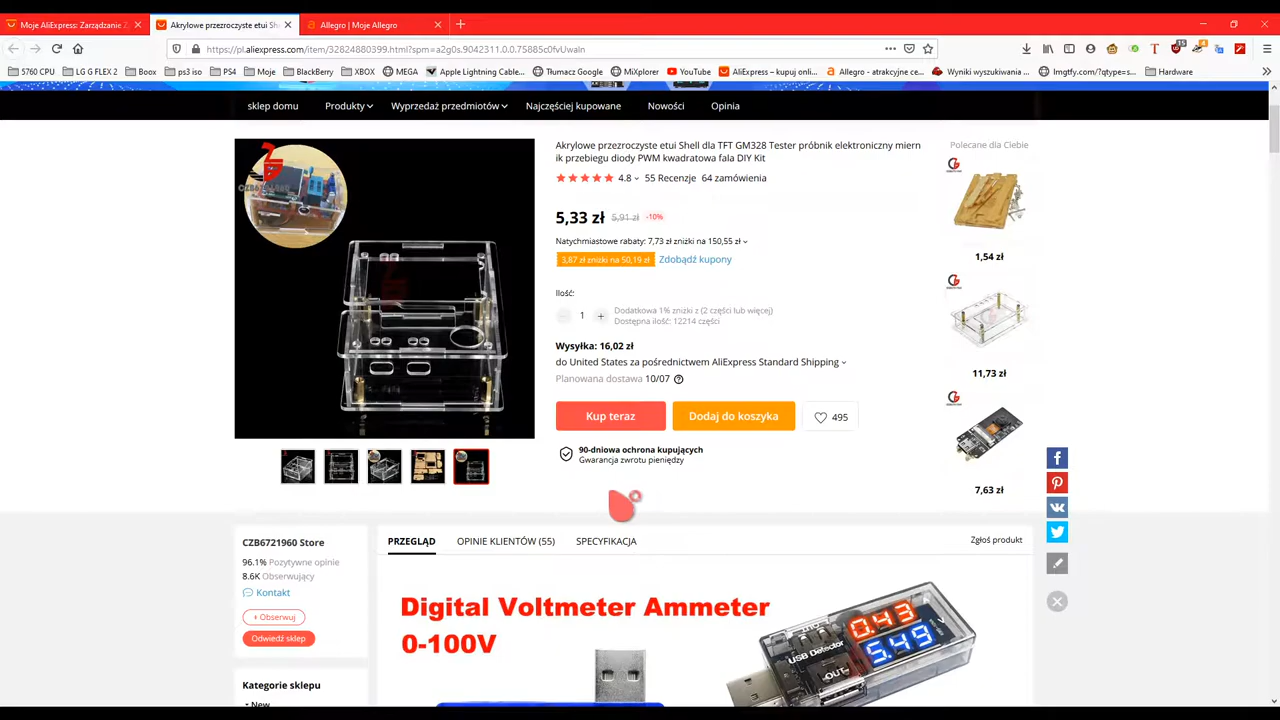 Moje AliExpress: Zarządzanie Z
Akrylowe przezroczyste etui Sh
Allegro | Moje Allegro
https://pl.aliexpress.com/item/32824880399.html?spm=a2g0s.9042311.0.0.75885c0fvUwaln
5760 CPU
LG G FLEX 2
Boox
ps3 iso
PS4
Moje
BlackBerry
XBOX
MEGA
Apple Lightning Cable...
Tłumacz Google
MiXplorer
YouTube
AliExpress – kupuj onli...
Allegro - atrakcyjne ce...
Wyniki wyszukiwania ...
lmgtfy.com/?qtype=s...
Hardware
sklep domu
Produkty
Wyprzedaż przedmiotów
Najczęściej kupowane
Nowości
Opinia
CZB6721960
Akrylowe przezroczyste etui Shell dla TFT GM328 Tester próbnik elektroniczny miern
ik przebiegu diody PWM kwadratowa fala DIY Kit
4.8
55 Recenzje
64 zamówienia
5,33 zł
5,91 zł
-10%
Natychmiastowe rabaty: 7,73 zł zniżki na 150,55 zł
3,87 zł zniżki na 50,19 zł
Zdobądź kupony
Ilość:
1
Dodatkowa 1% zniżki z (2 części lub więcej)
Dostępna ilość: 12214 części
Wysyłka: 16,02 zł
do United States za pośrednictwem AliExpress Standard Shipping
Planowana dostawa 10/07
Kup teraz
Dodaj do koszyka
495
90-dniowa ochrona kupujących
Gwarancja zwrotu pieniędzy
Polecane dla Ciebie
1,54 zł
11,73 zł
7,63 zł
CZB6721960 Store
96.1% Pozytywne opinie
8.6K Obserwujący
Kontakt
+ Obserwuj
Odwiedź sklep
Kategorie sklepu
New
PRZEGLĄD
OPINIE KLIENTÓW (55)
SPECYFIKACJA
Zgłoś produkt
Digital Voltmeter Ammeter
0-100V
USB Detector
OUT
043
5.49